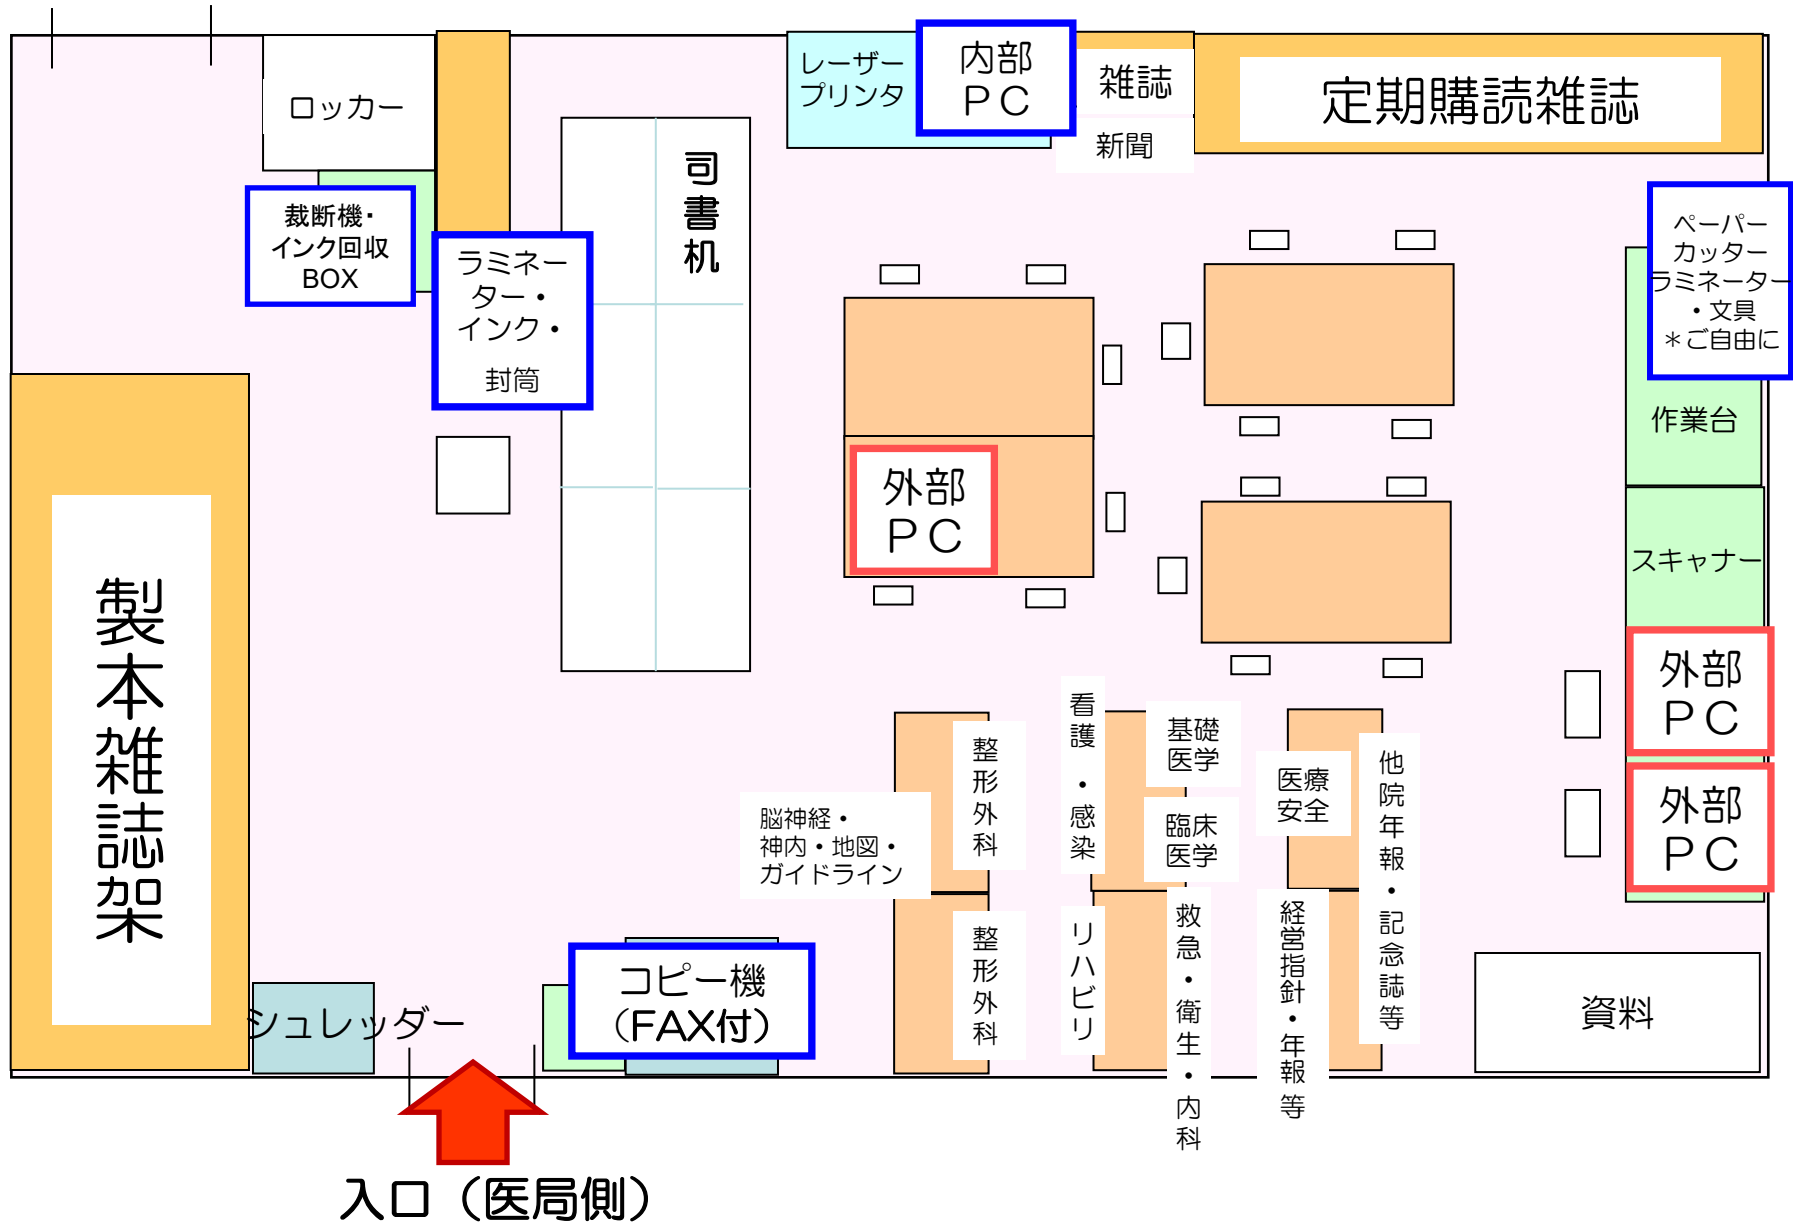 ロッカー
レーザー
プリンタ
内部
ＰＣ
雑誌
新聞
定期購読雑誌
裁断機・
インク回収
BOX
ラミネー
ター・
インク・
封筒
司書机
ペーパー
カッター
ラミネーター
・文具
＊ご自由に
作業台
スキャナー
外部
ＰＣ
外部
ＰＣ
外部
ＰＣ
製本雑誌架
整形外科
看護・感染
基礎
医学
臨床
医学
医療
安全
他院年報・記念誌等
脳神経・
神内・地図・
ガイドライン
整形外科
リハビリ
救急・衛生・内科
経営指針・年報等
資料
シュレッダー
コピー機
（FAX付）
入口（医局側）